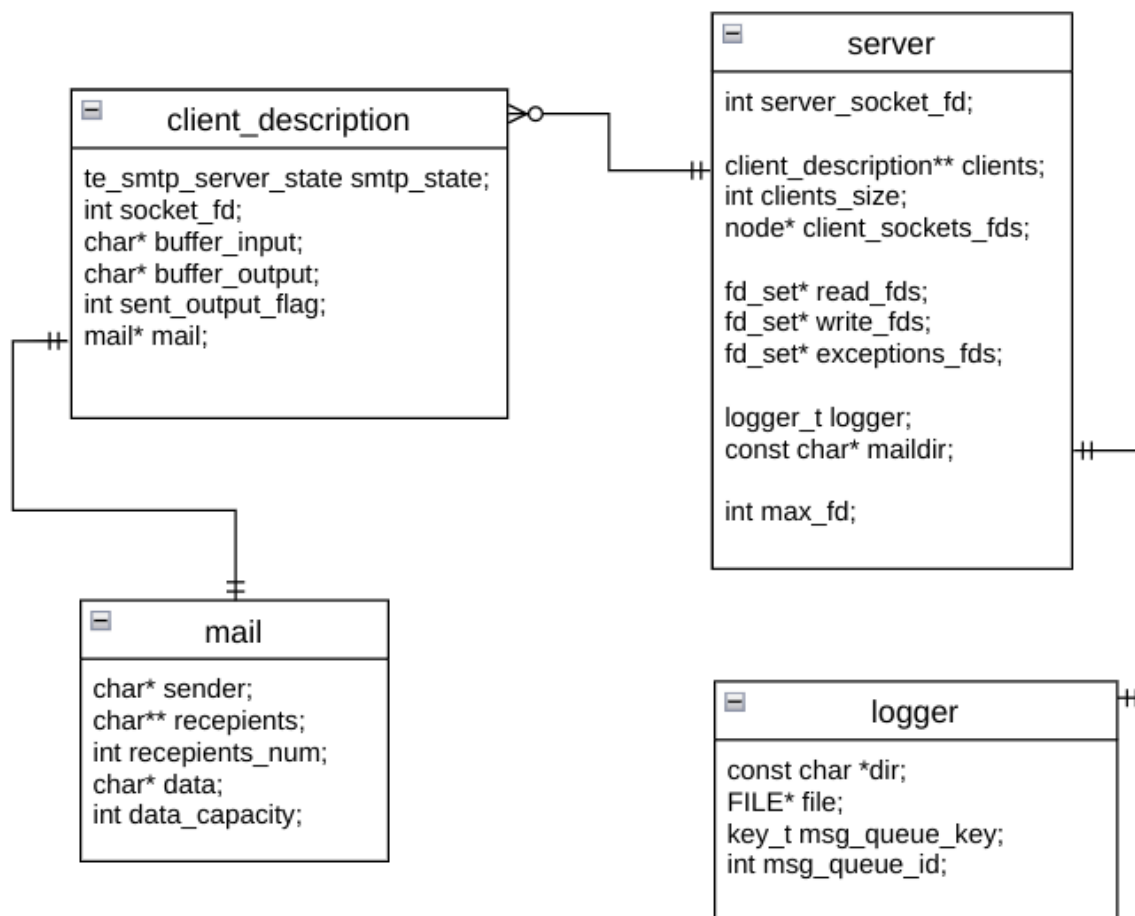 client_description
te_smtp_server_state smtp_state;
int socket_fd;
char* buffer_input;
char* buffer_output;
int sent_output_flag;
mail* mail;
server
int server_socket_fd;
client_description** clients;
int clients_size;
node* client_sockets_fds;
fd_set* read_fds;
fd_set* write_fds;
fd_set* exceptions_fds;
logger_t logger;
const char* maildir;
int max_fd;
mail
char* sender;
char** recepients;
int recepients_num;
char* data;
int data_capacity;
logger
const char *dir;
FILE* file;
key_t msg_queue_key;
int msg_queue_id;